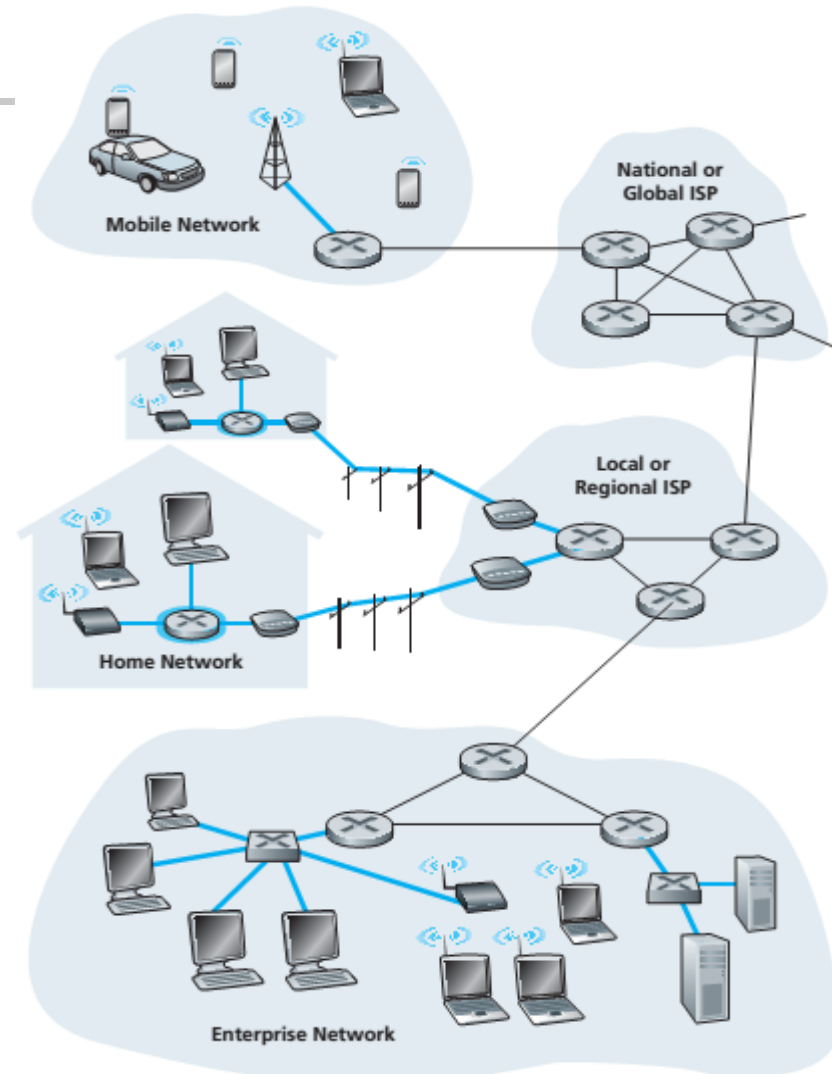 National or
Global ISP
Mobile Network
Local or
Regional ISP
Home Network
Enterprise Network